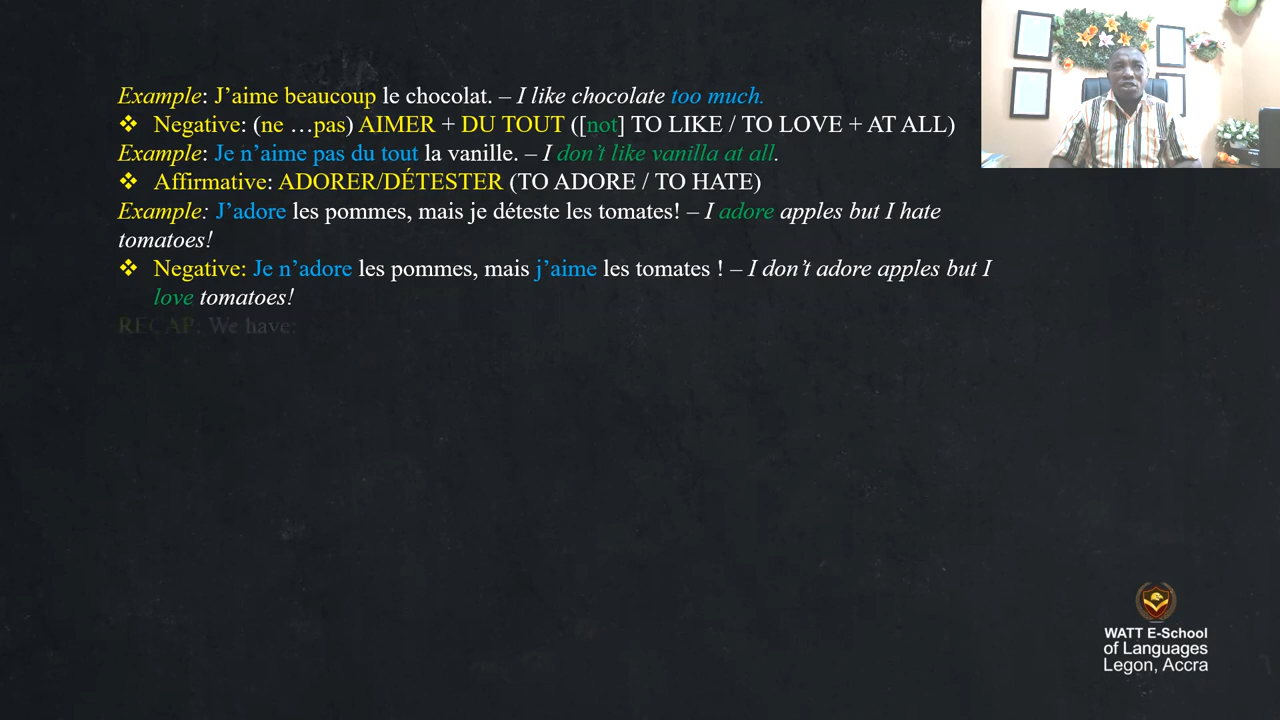 Example: J’aime beaucoup le chocolat. – I like chocolate too much.
❖ Negative: (ne …pas) AIMER + DU TOUT ([not] TO LIKE / TO LOVE + AT ALL)
Example: Je n’aime pas du tout la vanille. – I don’t like vanilla at all.
❖ Affirmative: ADORER/DÉTESTER (TO ADORE / TO HATE)
Example: J’adore les pommes, mais je déteste les tomates! – I adore apples but I hate
tomatoes!
❖ Negative: Je n’adore les pommes, mais j’aime les tomates ! – I don’t adore apples but I
love tomatoes!
RECAP: We have:
WATT E-School
of Languages
Legon, Accra